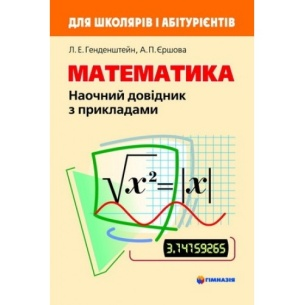 ДЛЯ ШКОЛЯРІВ І АБІТУРІЄНТІВ
Л. Е. Генденштейн, А. П. Єршова
МАТЕМАТИКА
Наочний довідник
з прикладами
√x² = |x|
3.14159265
ГІМНАЗІЯ